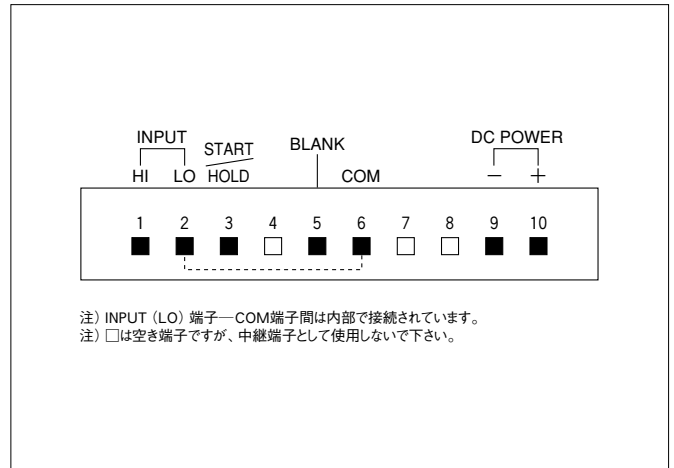 INPUT START HOLD BLANK DC POWER
HI LO COM − +
1 2 3 4 5 6 7 8 9 10
注) INPUT (LO) 端子—COM端子間は内部で接続されています。
注) □は空き端子ですが、中継端子として使用しないで下さい。